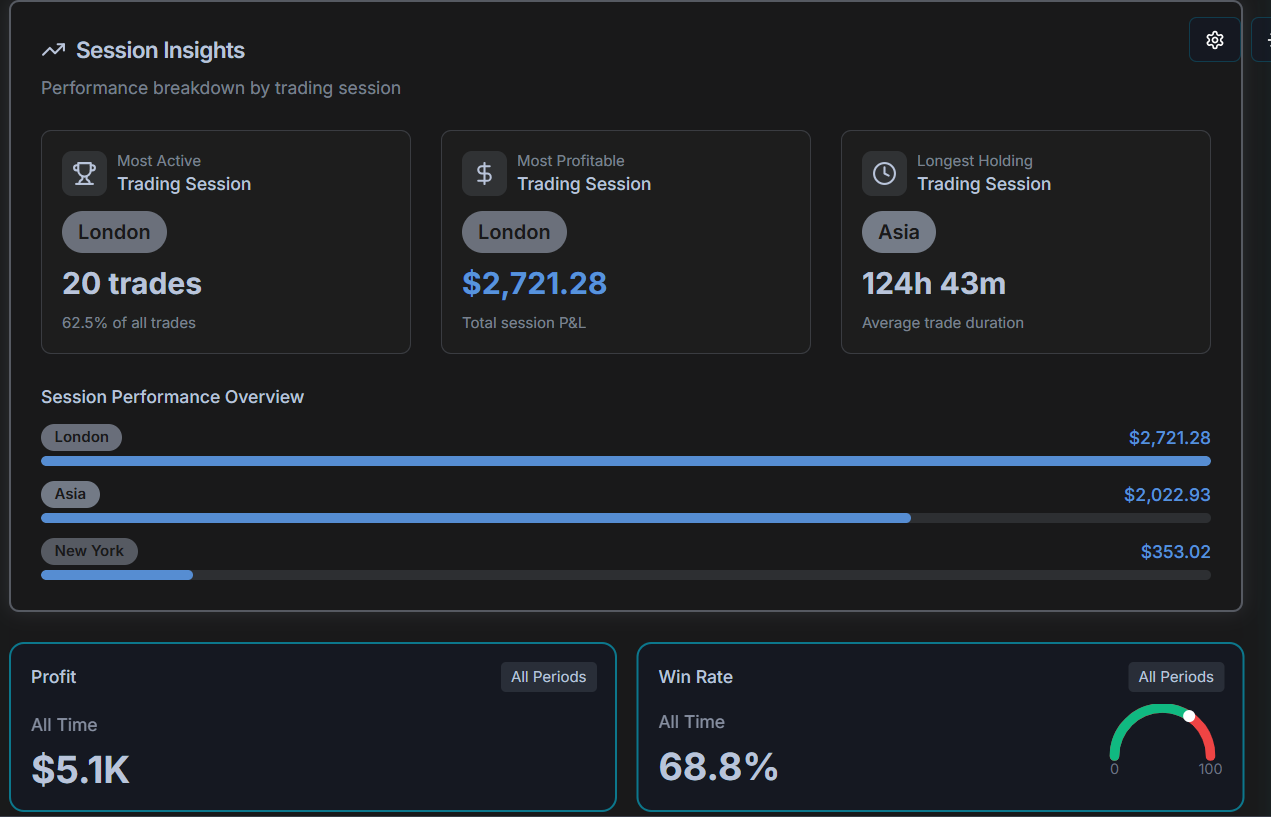 Session Insights
Performance breakdown by trading session
Most Active
Trading Session
London
20 trades
62.5% of all trades
Most Profitable
Trading Session
London
$2,721.28
Total session P&L
Longest Holding
Trading Session
Asia
124h 43m
Average trade duration
Session Performance Overview
London $2,721.28
Asia $2,022.93
New York $353.02
Profit All Periods
All Time
$5.1K
Win Rate All Periods
All Time
68.8%
0 100